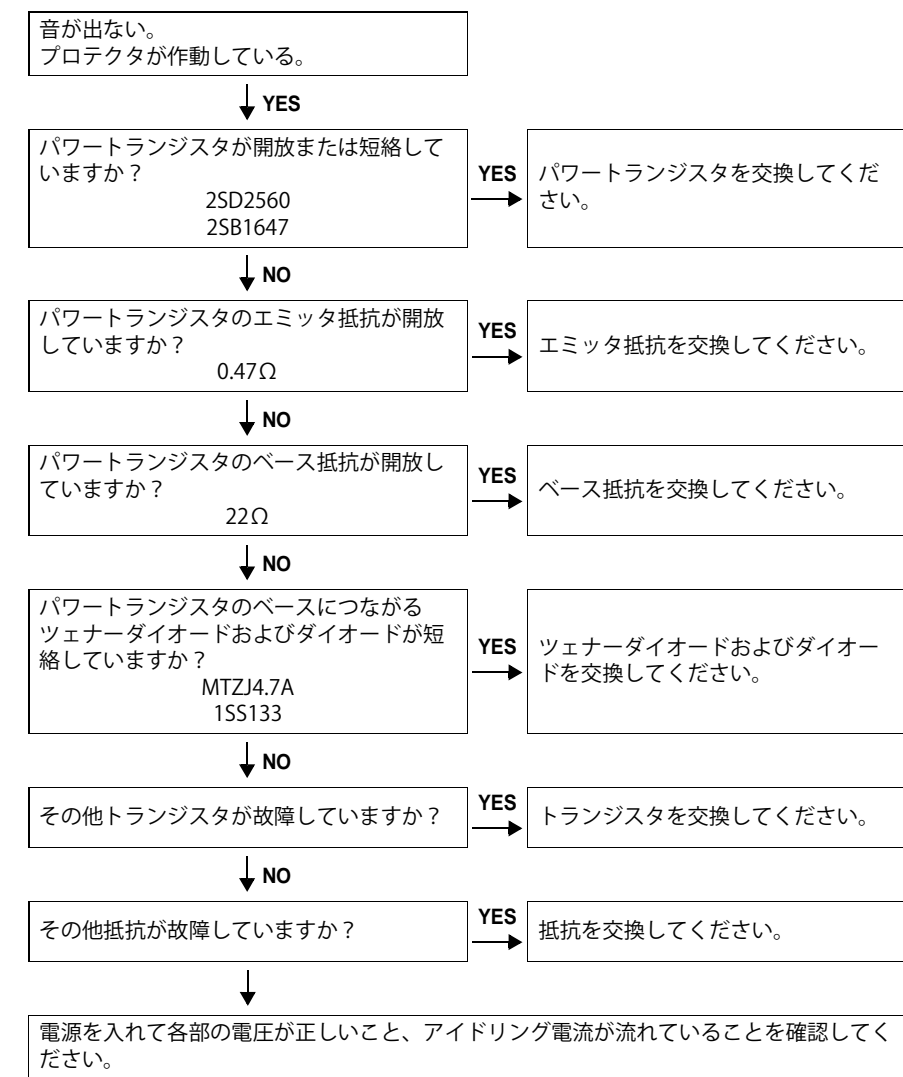 音が出ない。
プロテクタが作動している。
YES
パワートランジスタが開放または短絡して
いますか？
2SD2560
2SB1647
YES
パワートランジスタを交換してくだ
さい。
NO
パワートランジスタのエミッタ抵抗が開放
していますか？
0.47Ω
YES
エミッタ抵抗を交換してください。
NO
パワートランジスタのベース抵抗が開放し
ていますか？
22Ω
YES
ベース抵抗を交換してください。
NO
パワートランジスタのベースにつながる
ツェナーダイオードおよびダイオードが短
絡していますか？
MTZJ4.7A
1SS133
YES
ツェナーダイオードおよびダイオー
ドを交換してください。
NO
その他トランジスタが故障していますか？
YES
トランジスタを交換してください。
NO
その他抵抗が故障していますか？
YES
抵抗を交換してください。
電源を入れて各部の電圧が正しいこと、アイドリング電流が流れていることを確認してく
ださい。